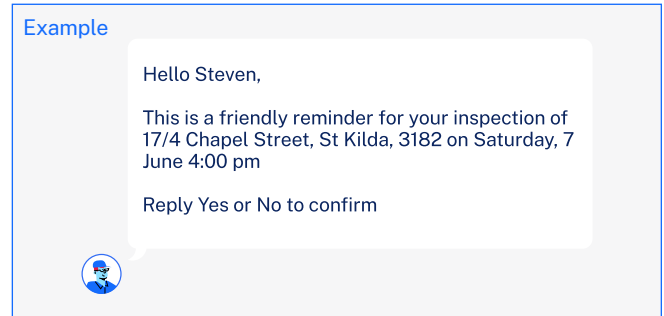 Example
Hello Steven,
This is a friendly reminder for your inspection of
17/4 Chapel Street, St Kilda, 3182 on Saturday, 7
June 4:00 pm
Reply Yes or No to confirm